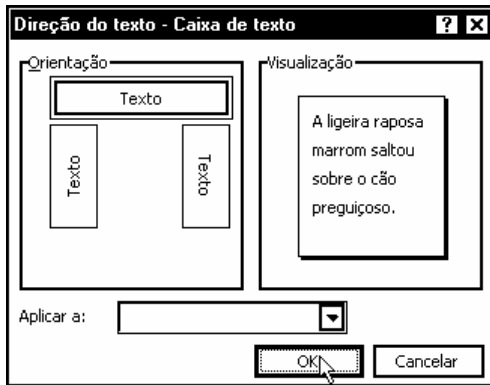 Direção do texto - Caixa de texto
Orientação
Texto
Texto
Texto
Visualização
A ligeira raposa
marrom saltou
sobre o cão
preguiçoso.
Aplicar a:
OK
Cancelar